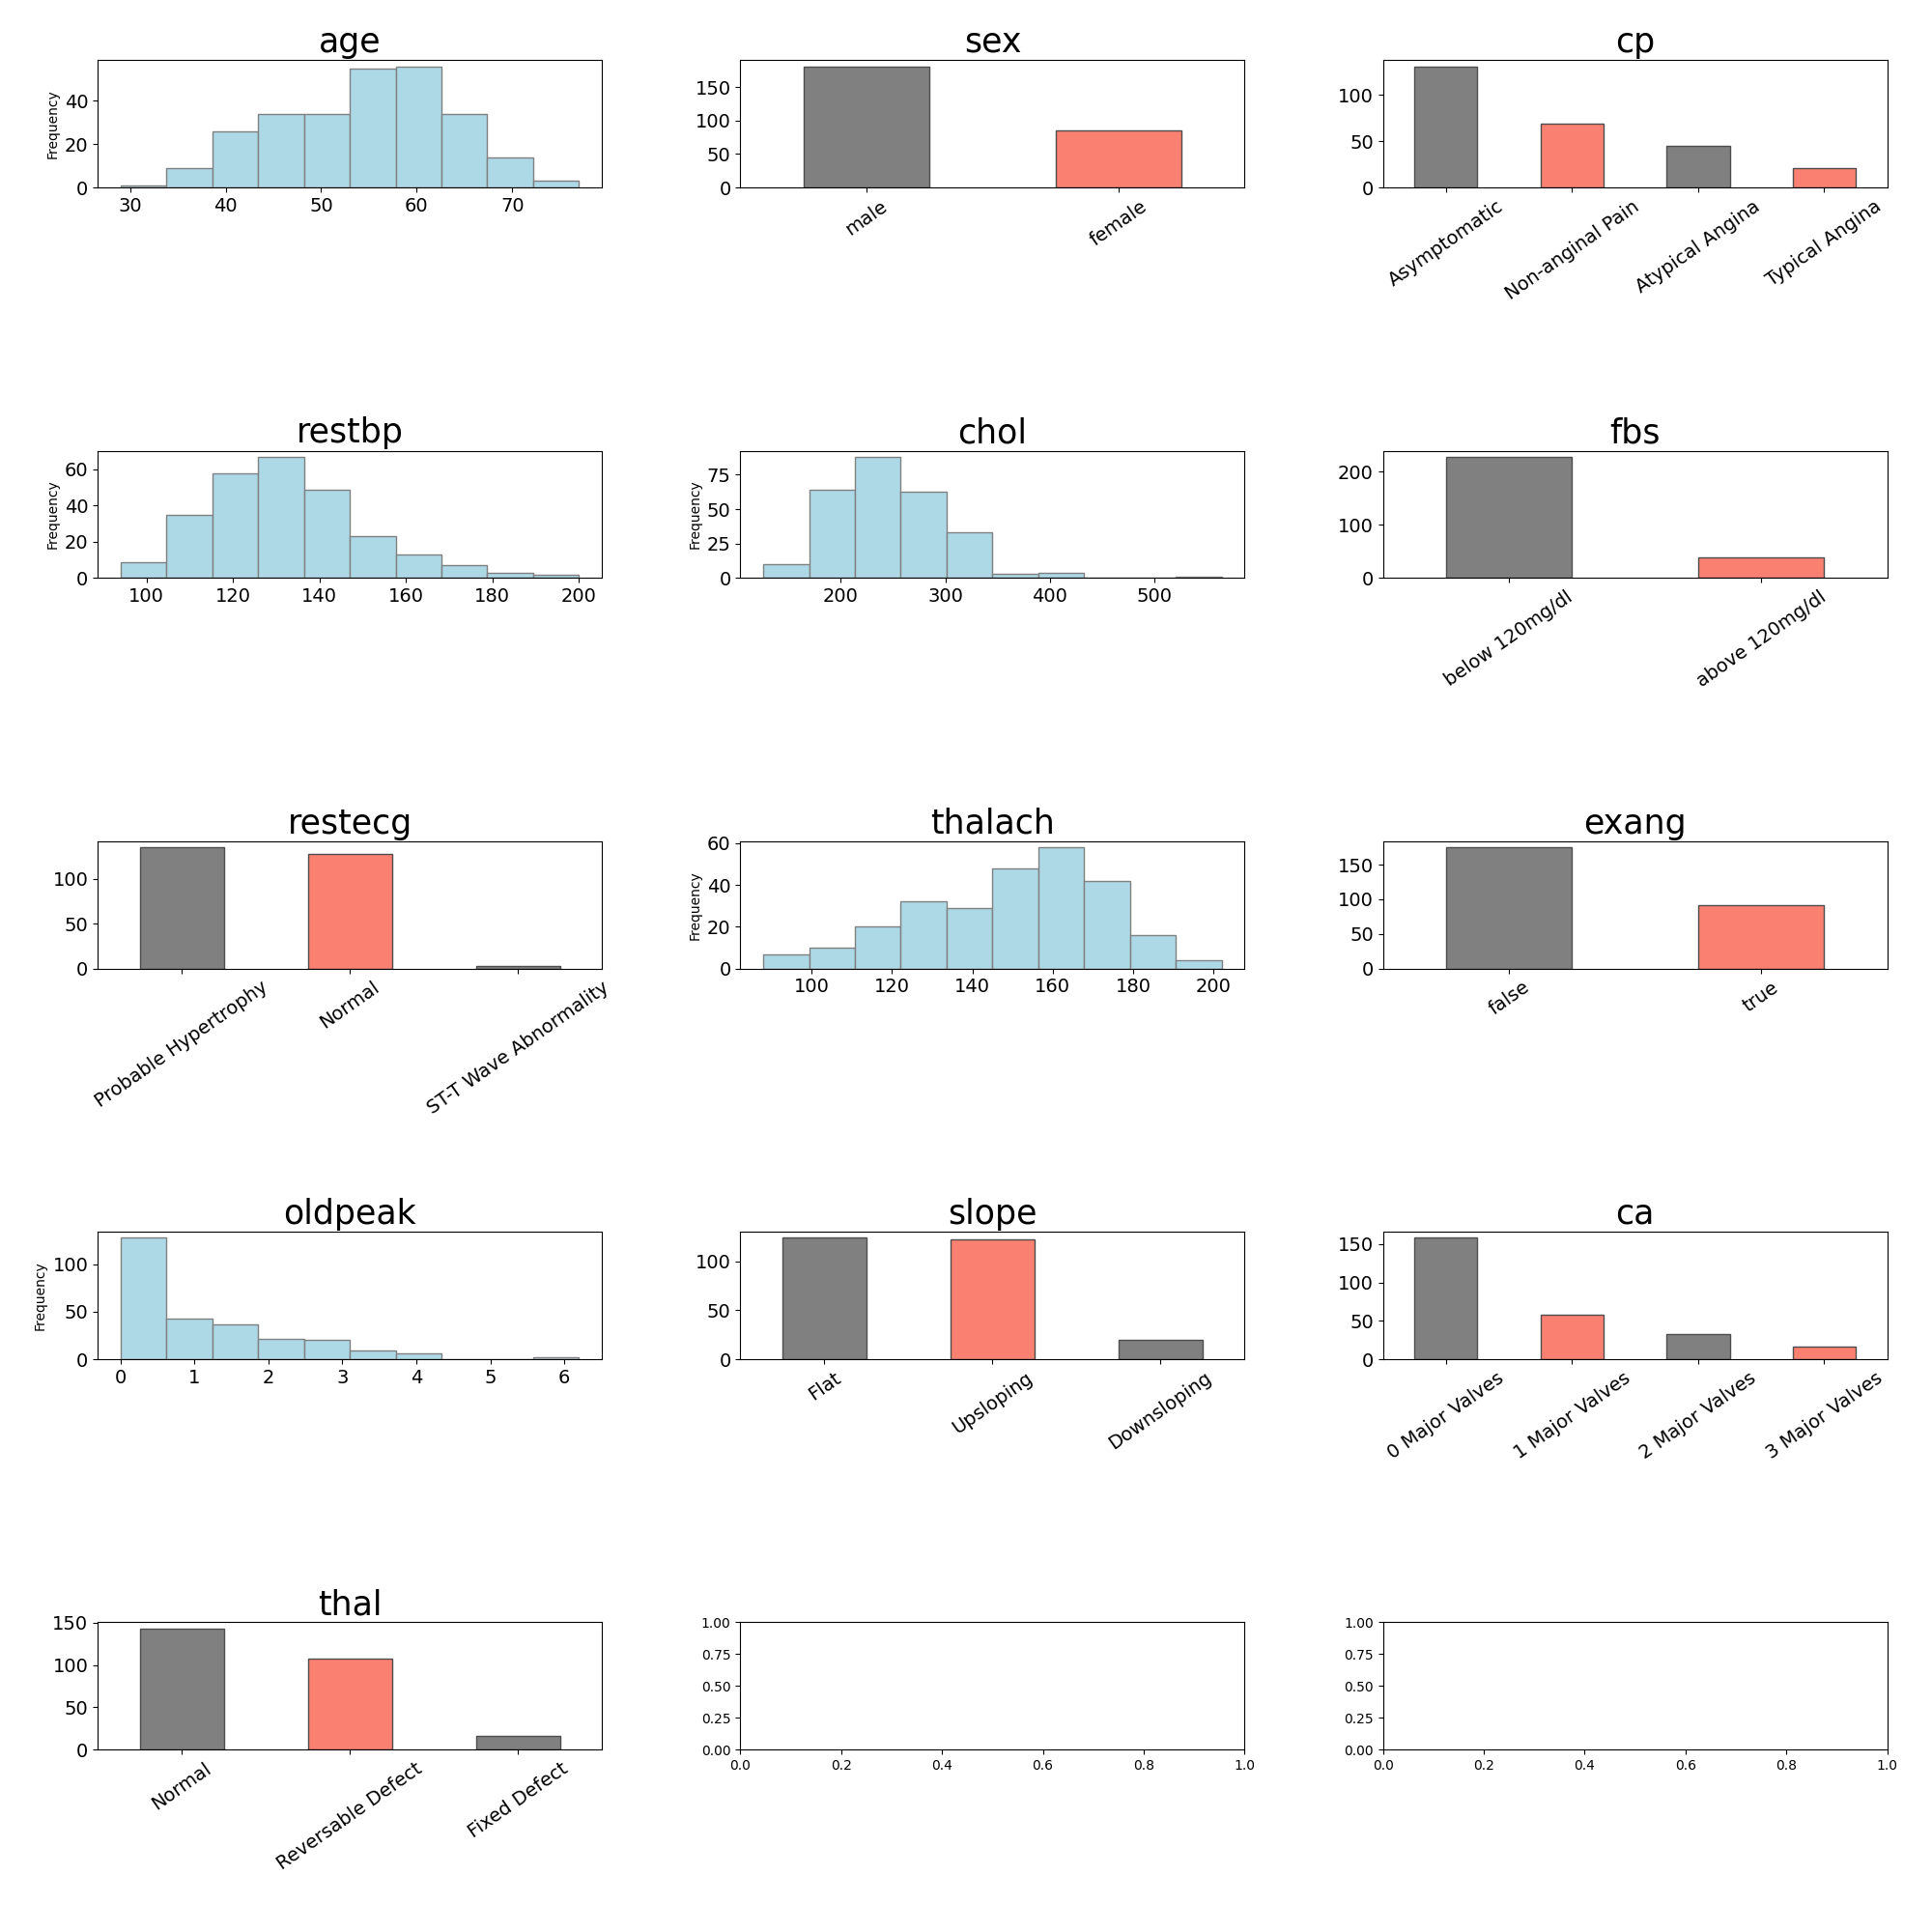 age
Frequency
40
20
0
30 40 50 60 70
sex
150
100
50
0
male female
cp
100
50
0
Asymptomatic Non-anginal Pain Atypical Angina Typical Angina
restbp
Frequency
60
40
20
0
100 120 140 160 180 200
chol
Frequency
75
50
25
0
200 300 400 500
fbs
200
100
0
below 120mg/dl above 120mg/dl
restecg
100
50
0
Probable Hypertrophy Normal ST-T Wave Abnormality
thalach
Frequency
60
40
20
0
100 120 140 160 180 200
exang
150
100
50
0
false true
oldpeak
Frequency
100
50
0
0 1 2 3 4 5 6
slope
100
50
0
Flat Upsloping Downsloping
ca
150
100
50
0
0 Major Valves 1 Major Valves 2 Major Valves 3 Major Valves
thal
150
100
50
0
Normal Reversable Defect Fixed Defect
1.00
0.75
0.50
0.25
0.00
0.0 0.2 0.4 0.6 0.8 1.0
1.00
0.75
0.50
0.25
0.00
0.0 0.2 0.4 0.6 0.8 1.0